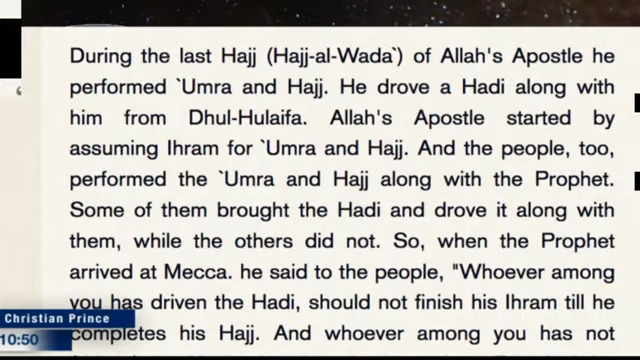 During the last Hajj (Hajj-al-Wada`) of Allah's Apostle he
performed `Umra and Hajj. He drove a Hadi along with
him from Dhul-Hulaifa. Allah's Apostle started by
assuming Ihram for `Umra and Hajj. And the people, too,
performed the `Umra and Hajj along with the Prophet.
Some of them brought the Hadi and drove it along with
them, while the others did not. So, when the Prophet
arrived at Mecca. he said to the people, "Whoever among
you has driven the Hadi, should not finish his Ihram till he
completes his Hajj. And whoever among you has not
Christian Prince
10:50